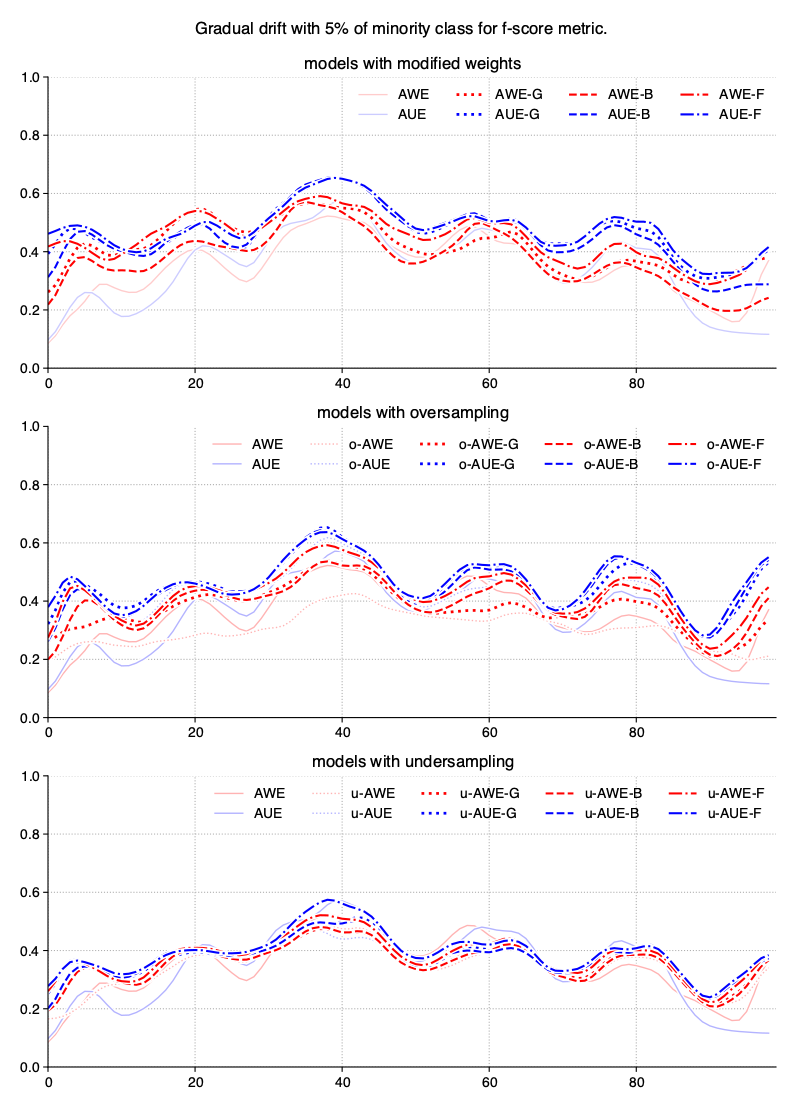 Gradual drift with 5% of minority class for f-score metric.
models with modified weights
AWE AWE-G AWE-B AWE-F
AUE AUE-G AUE-B AUE-F
1.0
0.8
0.6
0.4
0.2
0.0
0 20 40 60 80
models with oversampling
AWE o-AWE o-AWE-G o-AWE-B o-AWE-F
AUE o-AUE o-AUE-G o-AUE-B o-AUE-F
1.0
0.8
0.6
0.4
0.2
0.0
0 20 40 60 80
models with undersampling
AWE u-AWE u-AWE-G u-AWE-B u-AWE-F
AUE u-AUE u-AUE-G u-AUE-B u-AUE-F
1.0
0.8
0.6
0.4
0.2
0.0
0 20 40 60 80